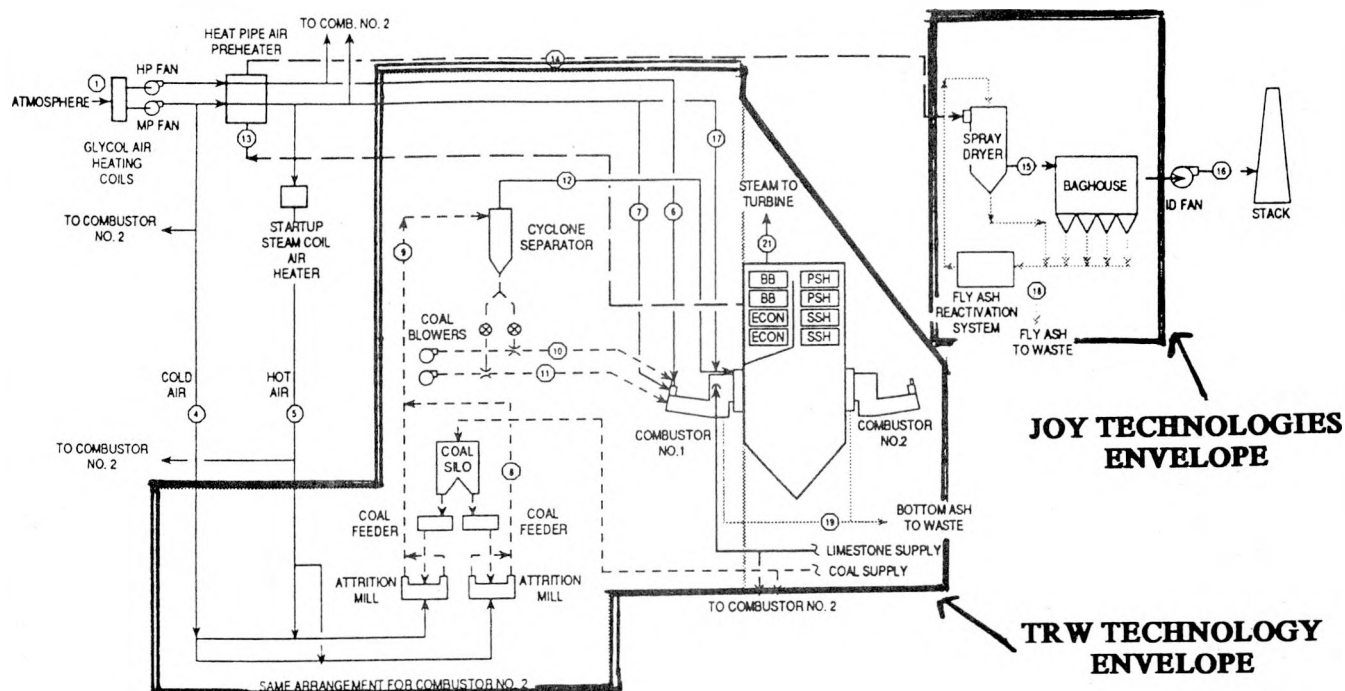 TO COMB. NO. 2
HEAT PIPE AIR
PREHEATER
14
1
HP FAN
ATMOSPHERE
MP FAN
13
17
GLYCOL AIR
HEATING
COILS
SPRAY
DRYER
15
BAGHOUSE
16
ID FAN
STACK
12
STEAM TO
TURBINE
7
6
21
TO COMBUSTOR
NO. 2
STARTUP
STEAM COIL
AIR
HEATER
9
CYCLONE
SEPARATOR
BB
PSH
BB
PSH
ECON
SSH
ECON
SSH
FLY ASH
REACTIVATION
SYSTEM
18
FLY ASH
TO WASTE
COAL
BLOWERS
10
11
COLD
AIR
HOT
AIR
4
5
COMBUSTOR
NO.1
COMBUSTOR
NO.2
JOY TECHNOLOGIES
ENVELOPE
TO COMBUSTOR
NO. 2
COAL
SILO
8
COAL
FEEDER
COAL
FEEDER
19
BOTTOM ASH
TO WASTE
LIMESTONE SUPPLY
COAL SUPPLY
ATTRITION
MILL
ATTRITION
MILL
TO COMBUSTOR NO. 2
TRW TECHNOLOGY
ENVELOPE
SAME ARRANGEMENT FOR COMBUSTOR NO. 2